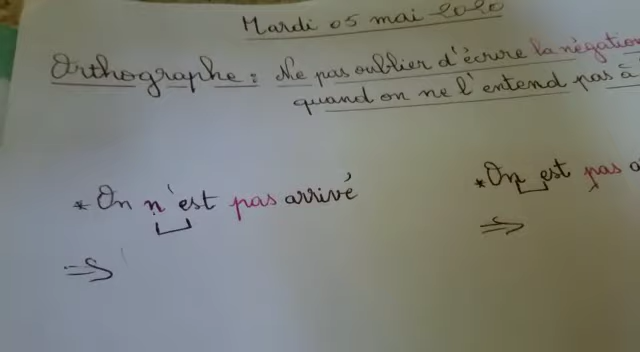 Mardi 05 mai 2020
Orthographe : Ne pas oublier d'écrire la négation
quand on ne l'entend pas à
* On n'est pas arrivé
* On est pas
⇒
⇒